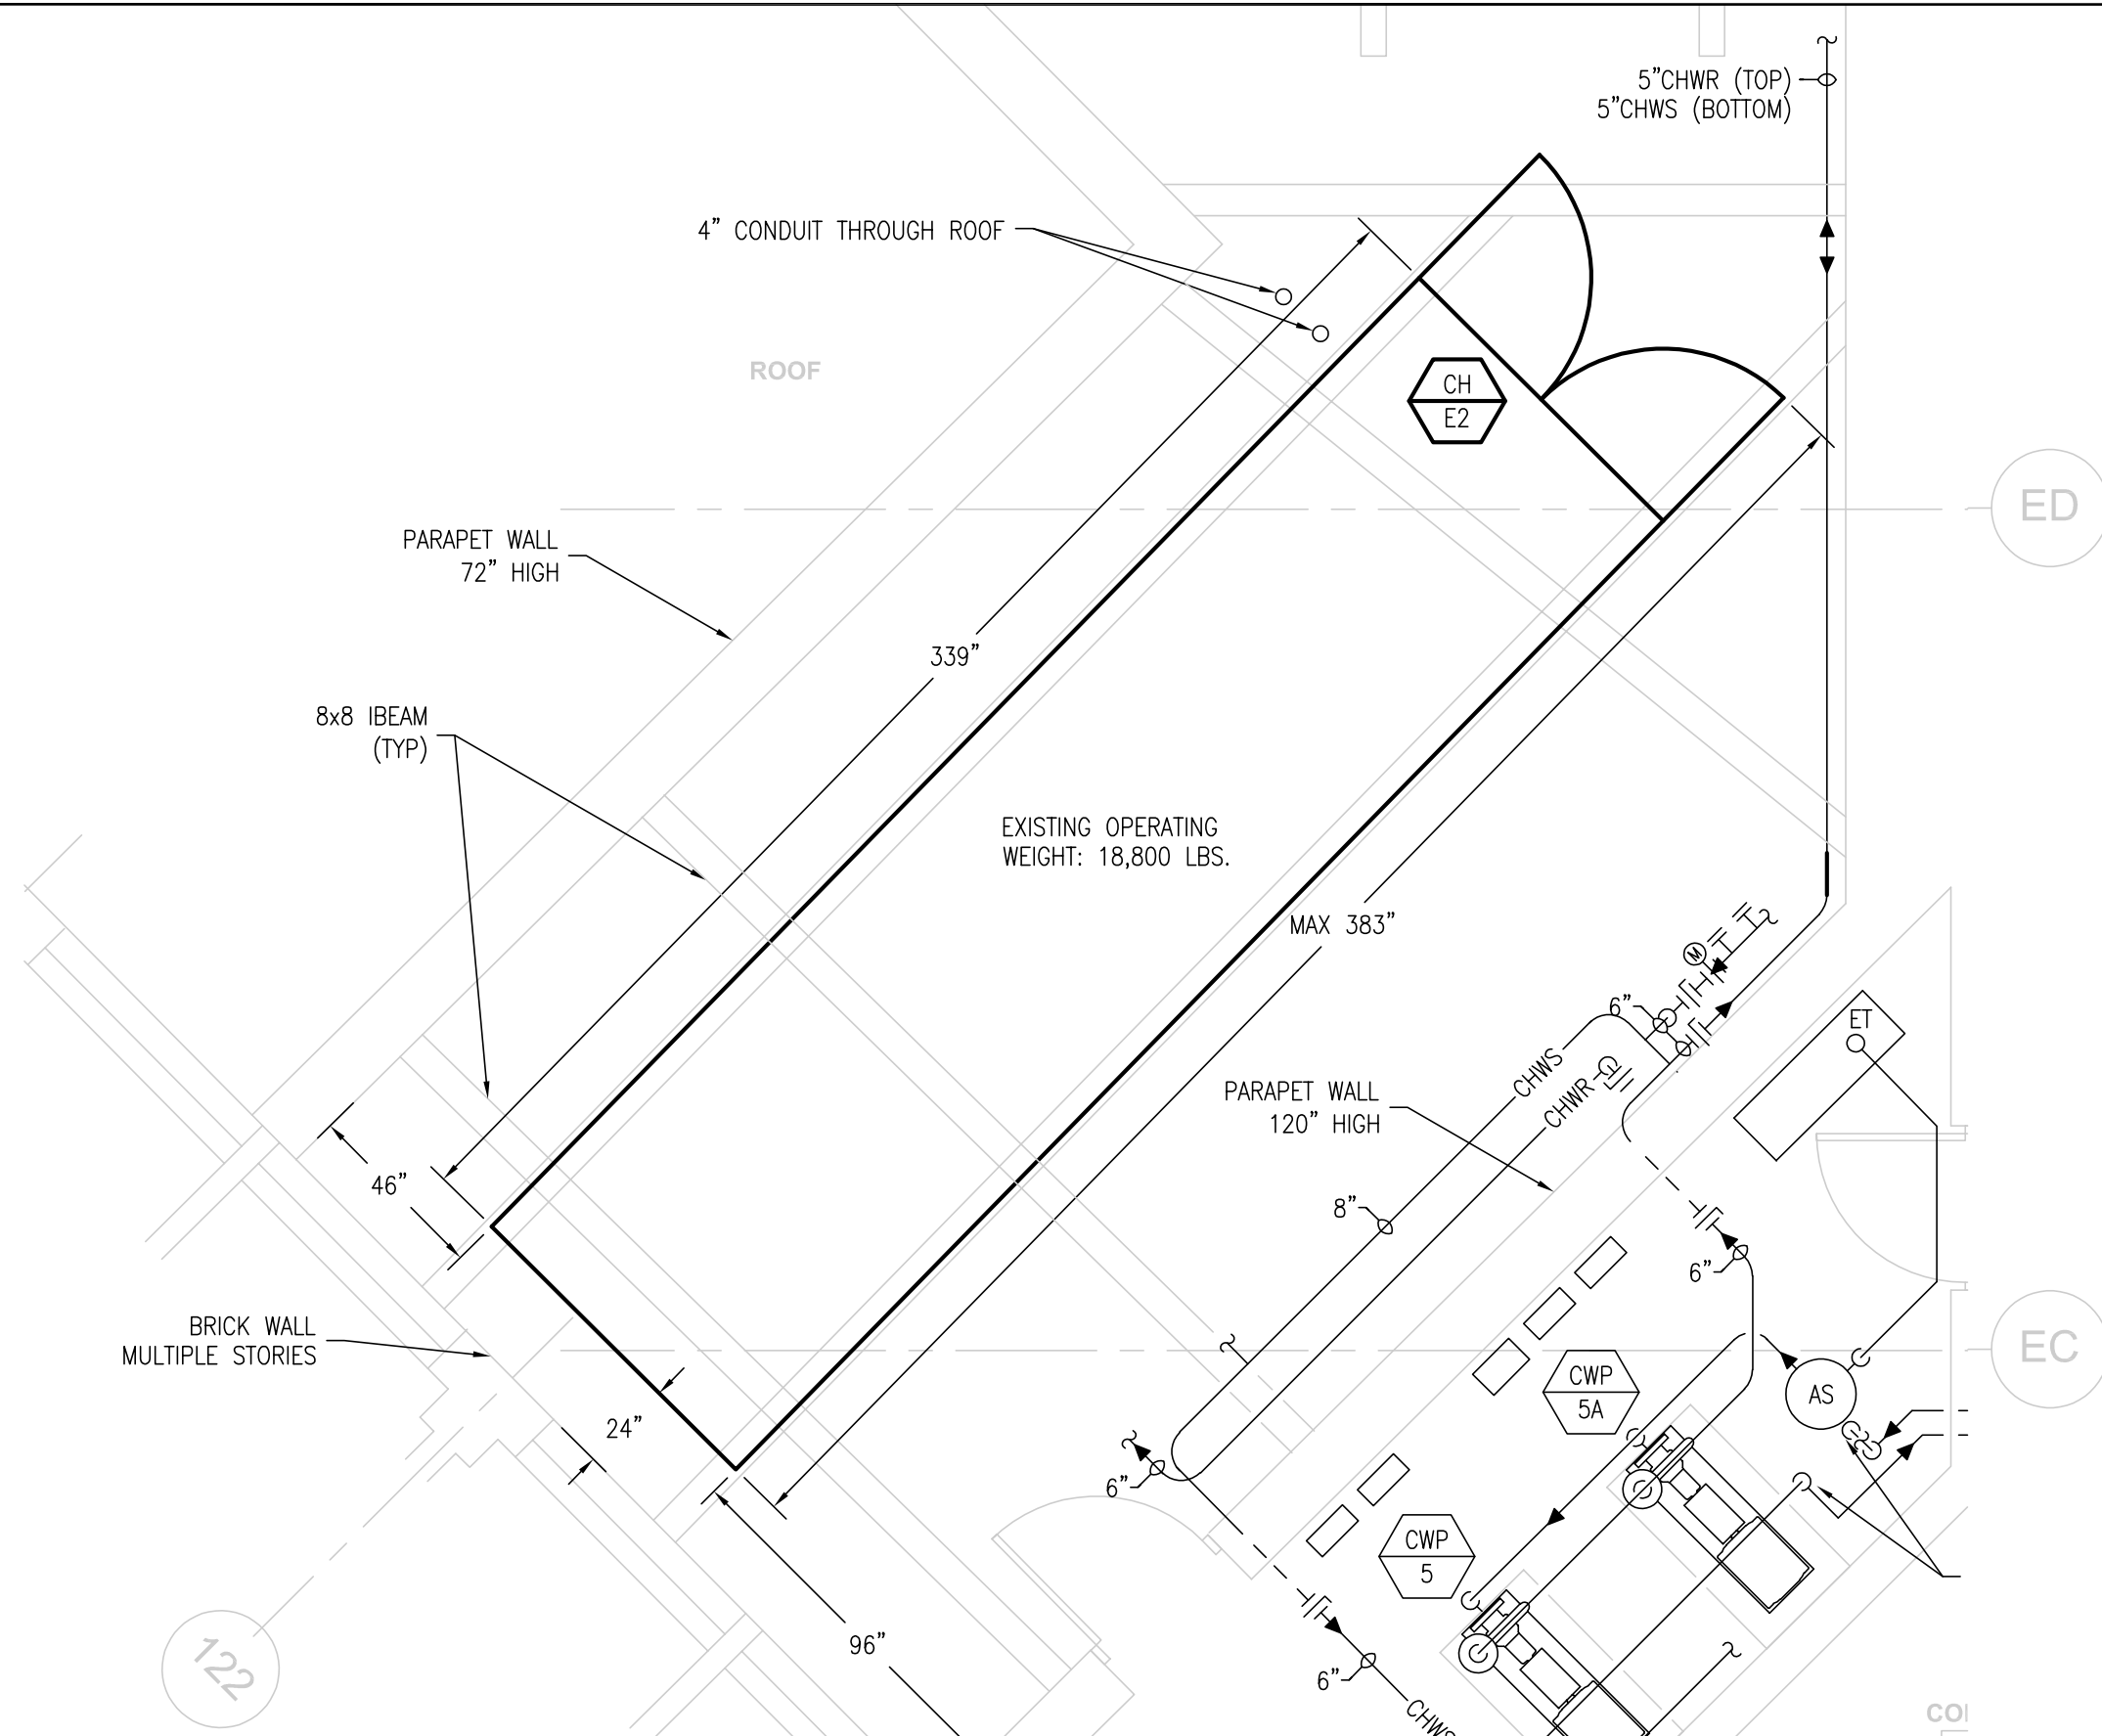 5"CHWR (TOP)
5"CHWS (BOTTOM)
4" CONDUIT THROUGH ROOF
ROOF
CH
E2
ED
PARAPET WALL
72" HIGH
339"
8x8 IBEAM
(TYP)
EXISTING OPERATING
WEIGHT: 18,800 LBS.
MAX 383"
M
6"
ET
CHWS
CHWR
PARAPET WALL
120" HIGH
46"
8"
6"
BRICK WALL
MULTIPLE STORIES
EC
CWP
5A
AS
24"
6"
CWP
5
96"
122
6"
CHWS